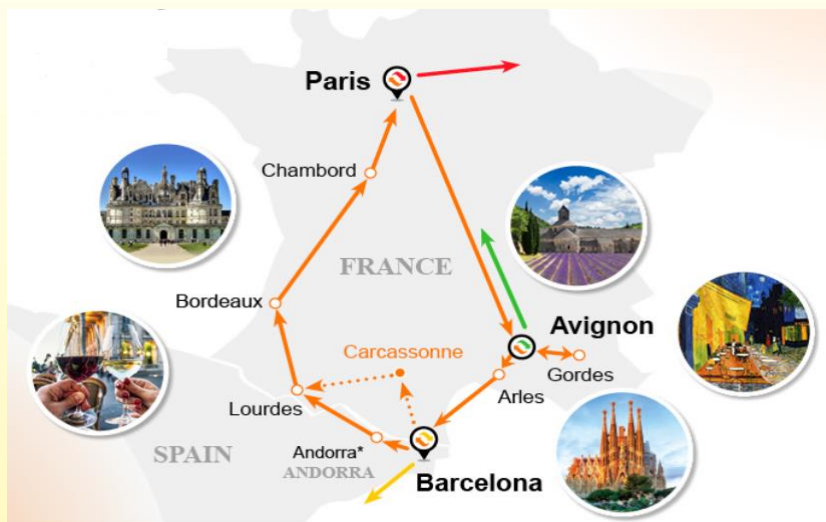 Paris
Chambord
FRANCE
Bordeaux
Avignon
Carcassonne
Gordes
Arles
Lourdes
SPAIN
Andorra*
ANDORRA
Barcelona